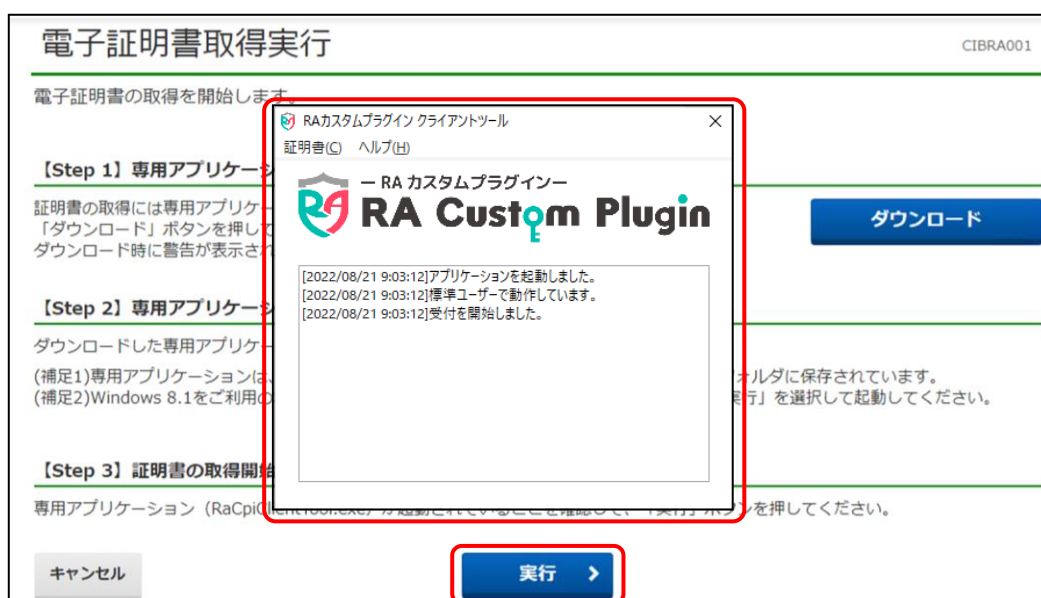 電子証明書取得実行
CIBRA001
電子証明書の取得を開始します。
RAカスタムプラグイン クライアントツール
証明書(C) ヘルプ(H)
ー RA カスタムプラグインー
RA Custom Plugin
[2022/08/21 9:03:12]アプリケーションを起動しました。
[2022/08/21 9:03:12]標準ユーザーで動作しています。
[2022/08/21 9:03:12]受付を開始しました。
【Step 1】専用アプリケーシ
証明書の取得には専用アプリケー
「ダウンロード」ボタンを押して
ダウンロード時に警告が表示され
ダウンロード
【Step 2】専用アプリケーシ
ダウンロードした専用アプリケー
(補足1)専用アプリケーションは、
ォルダに保存されています。
(補足2)Windows 8.1をご利用の
実行」を選択して起動してください。
【Step 3】証明書の取得開始
専用アプリケーション（RaCpiClientTool.exe）が起動されていることを確認して、「実行」ボタンを押してください。
キャンセル
実行